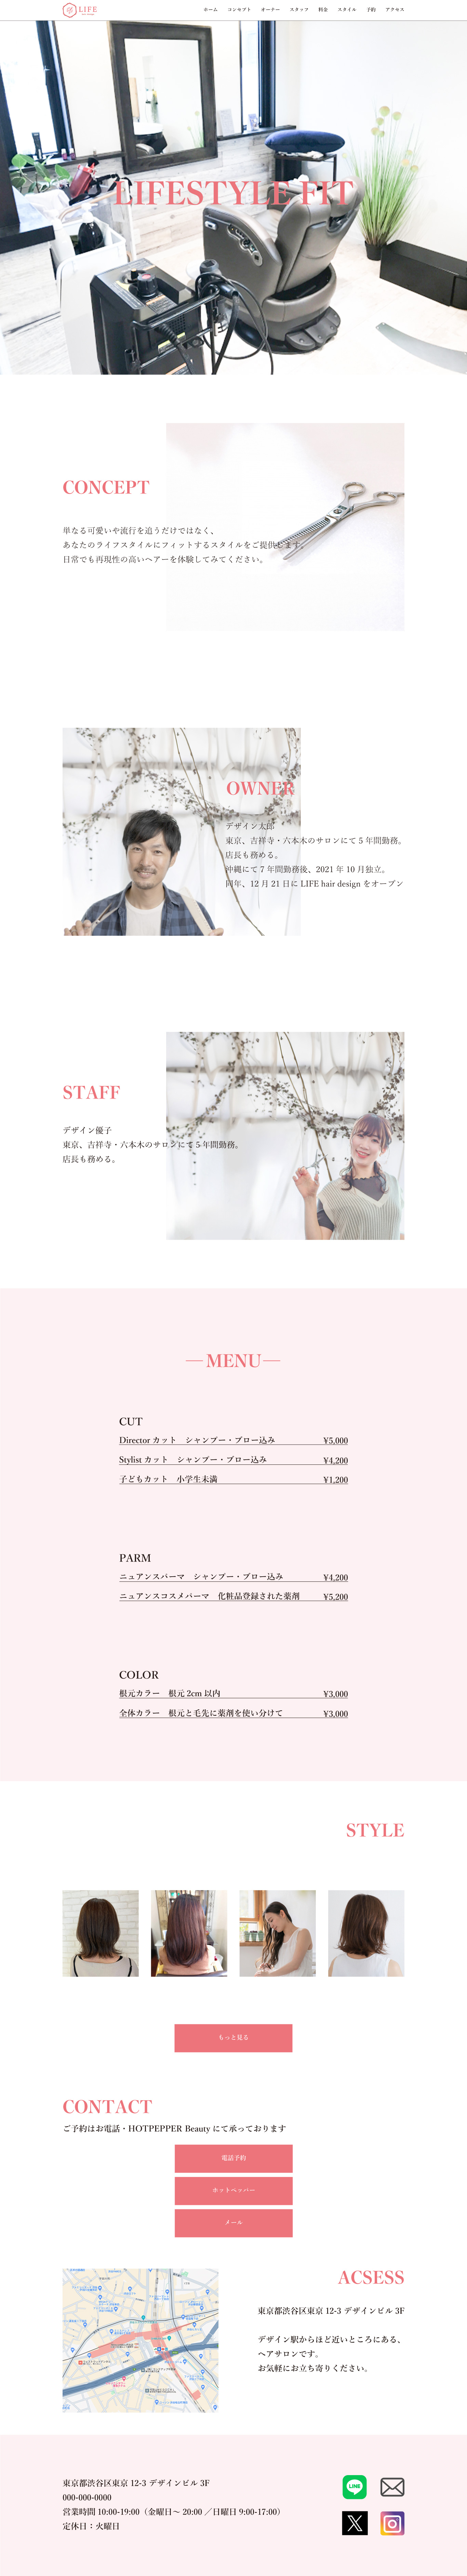 LIFE
ホーム コンセプト オーナー スタッフ 料金 スタイル 予約 アクセス
LIFESTYLE FIT
CONCEPT
単なる可愛いや流行を追うだけではなく、
あなたのライフスタイルにフィットするスタイルをご提供します。
日常でも再現性の高いヘアーを体験してみてください。
OWNER
デザイン太郎
東京、吉祥寺・六本木のサロンにて 5 年間勤務。
店長も務める。
沖縄にて 7 年間勤務後、2021 年 10 月独立。
同年、12 月 21 日に LIFE hair design をオープン
STAFF
デザイン優子
東京、吉祥寺・六本木のサロンにて 5 年間勤務。
店長も務める。
MENU
CUT
Director カット シャンプー・ブロー込み ¥5,000
Stylist カット シャンプー・ブロー込み ¥4,200
子どもカット 小学生未満 ¥1,200
PARM
ニュアンスパーマ シャンプー・ブロー込み ¥4,200
ニュアンスコスメパーマ 化粧品登録された薬剤 ¥5,200
COLOR
根元カラー 根元 2cm 以内 ¥3,000
全体カラー 根元と毛先に薬剤を使い分けて ¥3,000
STYLE
もっと見る
CONTACT
ご予約はお電話・HOTPEPPER Beauty にて承っております
電話予約
ホットペッパー
メール
ACSESS
東京都渋谷区東京 12-3 デザインビル 3F
デザイン駅からほど近いところにある、
ヘアサロンです。
お気軽にお立ち寄りください。
東京都渋谷区東京 12-3 デザインビル 3F
000-000-0000
営業時間 10:00-19:00（金曜日〜 20:00 ／日曜日 9:00-17:00）
定休日：火曜日
LINE